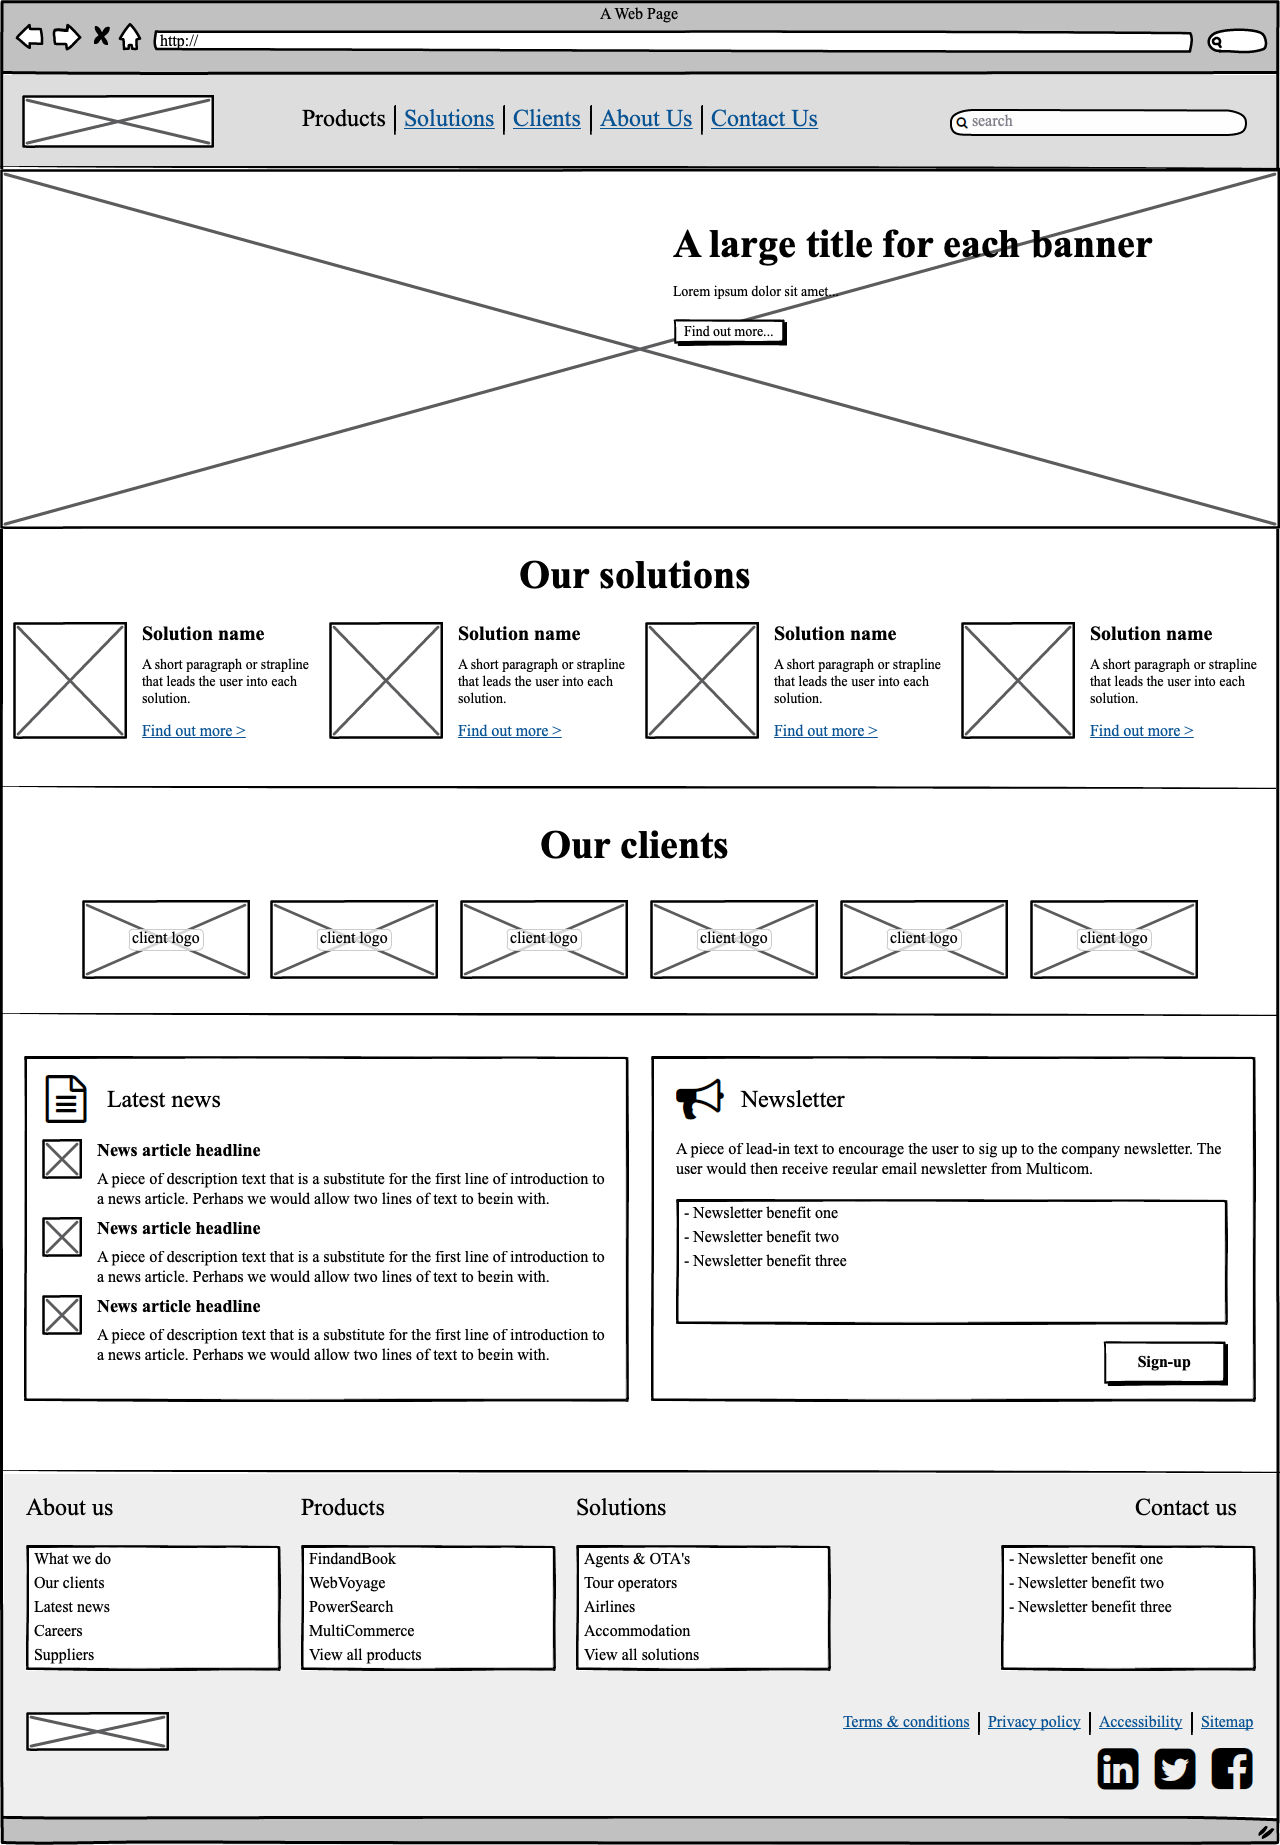 A Web Page
http://
Products Solutions Clients About Us Contact Us
search
A large title for each banner
Lorem ipsum dolor sit amet...
Find out more...
Our solutions
Solution name
A short paragraph or strapline
that leads the user into each
solution.
Find out more >
Solution name
A short paragraph or strapline
that leads the user into each
solution.
Find out more >
Solution name
A short paragraph or strapline
that leads the user into each
solution.
Find out more >
Solution name
A short paragraph or strapline
that leads the user into each
solution.
Find out more >
Our clients
client logo
client logo
client logo
client logo
client logo
client logo
Latest news
News article headline
A piece of description text that is a substitute for the first line of introduction to
a news article. Perhaps we would allow two lines of text to begin with.
News article headline
A piece of description text that is a substitute for the first line of introduction to
a news article. Perhaps we would allow two lines of text to begin with.
News article headline
A piece of description text that is a substitute for the first line of introduction to
a news article. Perhaps we would allow two lines of text to begin with.
Newsletter
A piece of lead-in text to encourage the user to sig up to the company newsletter. The
user would then receive regular email newsletter from Multicom.
- Newsletter benefit one
- Newsletter benefit two
- Newsletter benefit three
Sign-up
About us
What we do
Our clients
Latest news
Careers
Suppliers
Products
FindandBook
WebVoyage
PowerSearch
MultiCommerce
View all products
Solutions
Agents & OTA's
Tour operators
Airlines
Accommodation
View all solutions
Contact us
- Newsletter benefit one
- Newsletter benefit two
- Newsletter benefit three
Terms & conditions Privacy policy Accessibility Sitemap